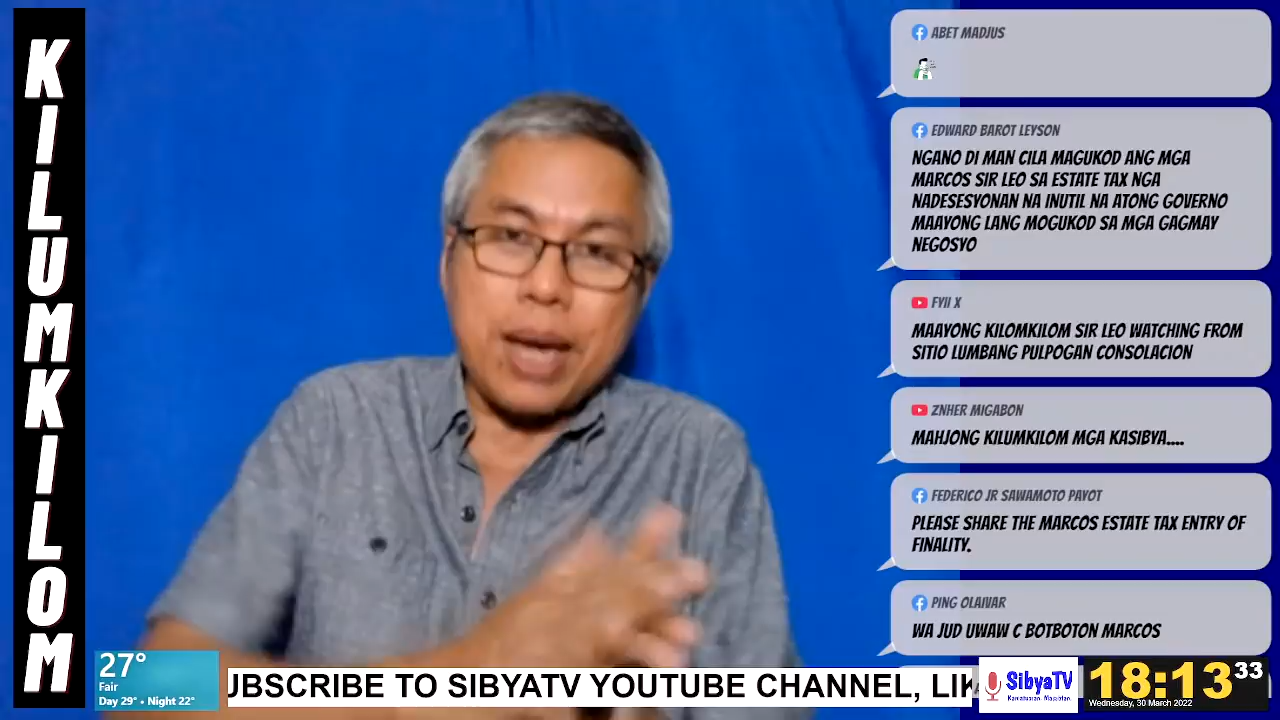 KILUMKILOM
ABET MADJUS
EDWARD BAROT LEYSON
NGANO DI MAN CILA MAGUKOD ANG MGA
MARCOS SIR LEO SA ESTATE TAX NGA
NADESESYONAN NA INUTIL NA ATONG GOVERNO
MAAYONG LANG MOGUKOD SA MGA GAGMAY
NEGOSYO
FYII X
MAAYONG KILOMKILOM SIR LEO WATCHING FROM
SITIO LUMBANG PULPOGAN CONSOLACION
ZNHER MIGABON
MAHJONG KILUMKILOM MGA KASIBYA....
FEDERICO JR SAWAMOTO PAYOT
PLEASE SHARE THE MARCOS ESTATE TAX ENTRY OF
FINALITY.
PING OLAIVAR
WA JUD UWAW C BOTBOTON MARCOS
27°
Fair
Day 29° • Night 22°
UBSCRIBE TO SIBYATV YOUTUBE CHANNEL, LIK
SibyaTV
18:13 33
Wednesday, 30 March 2022